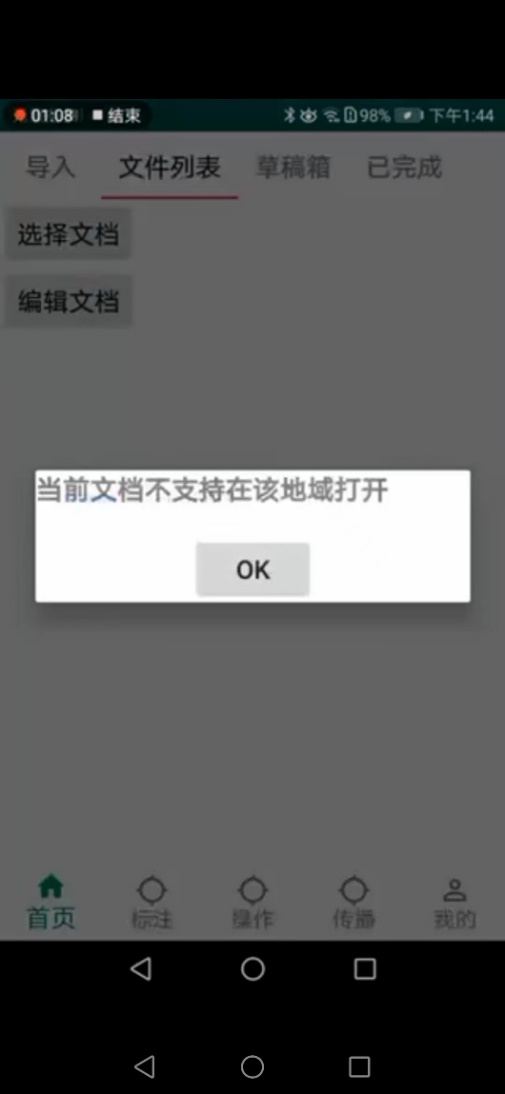 01:08 结束 98% 下午1:44
导入 文件列表 草稿箱 已完成
选择文档
编辑文档
当前文档不支持在该地域打开
OK
首页 标注 操作 传播 我的